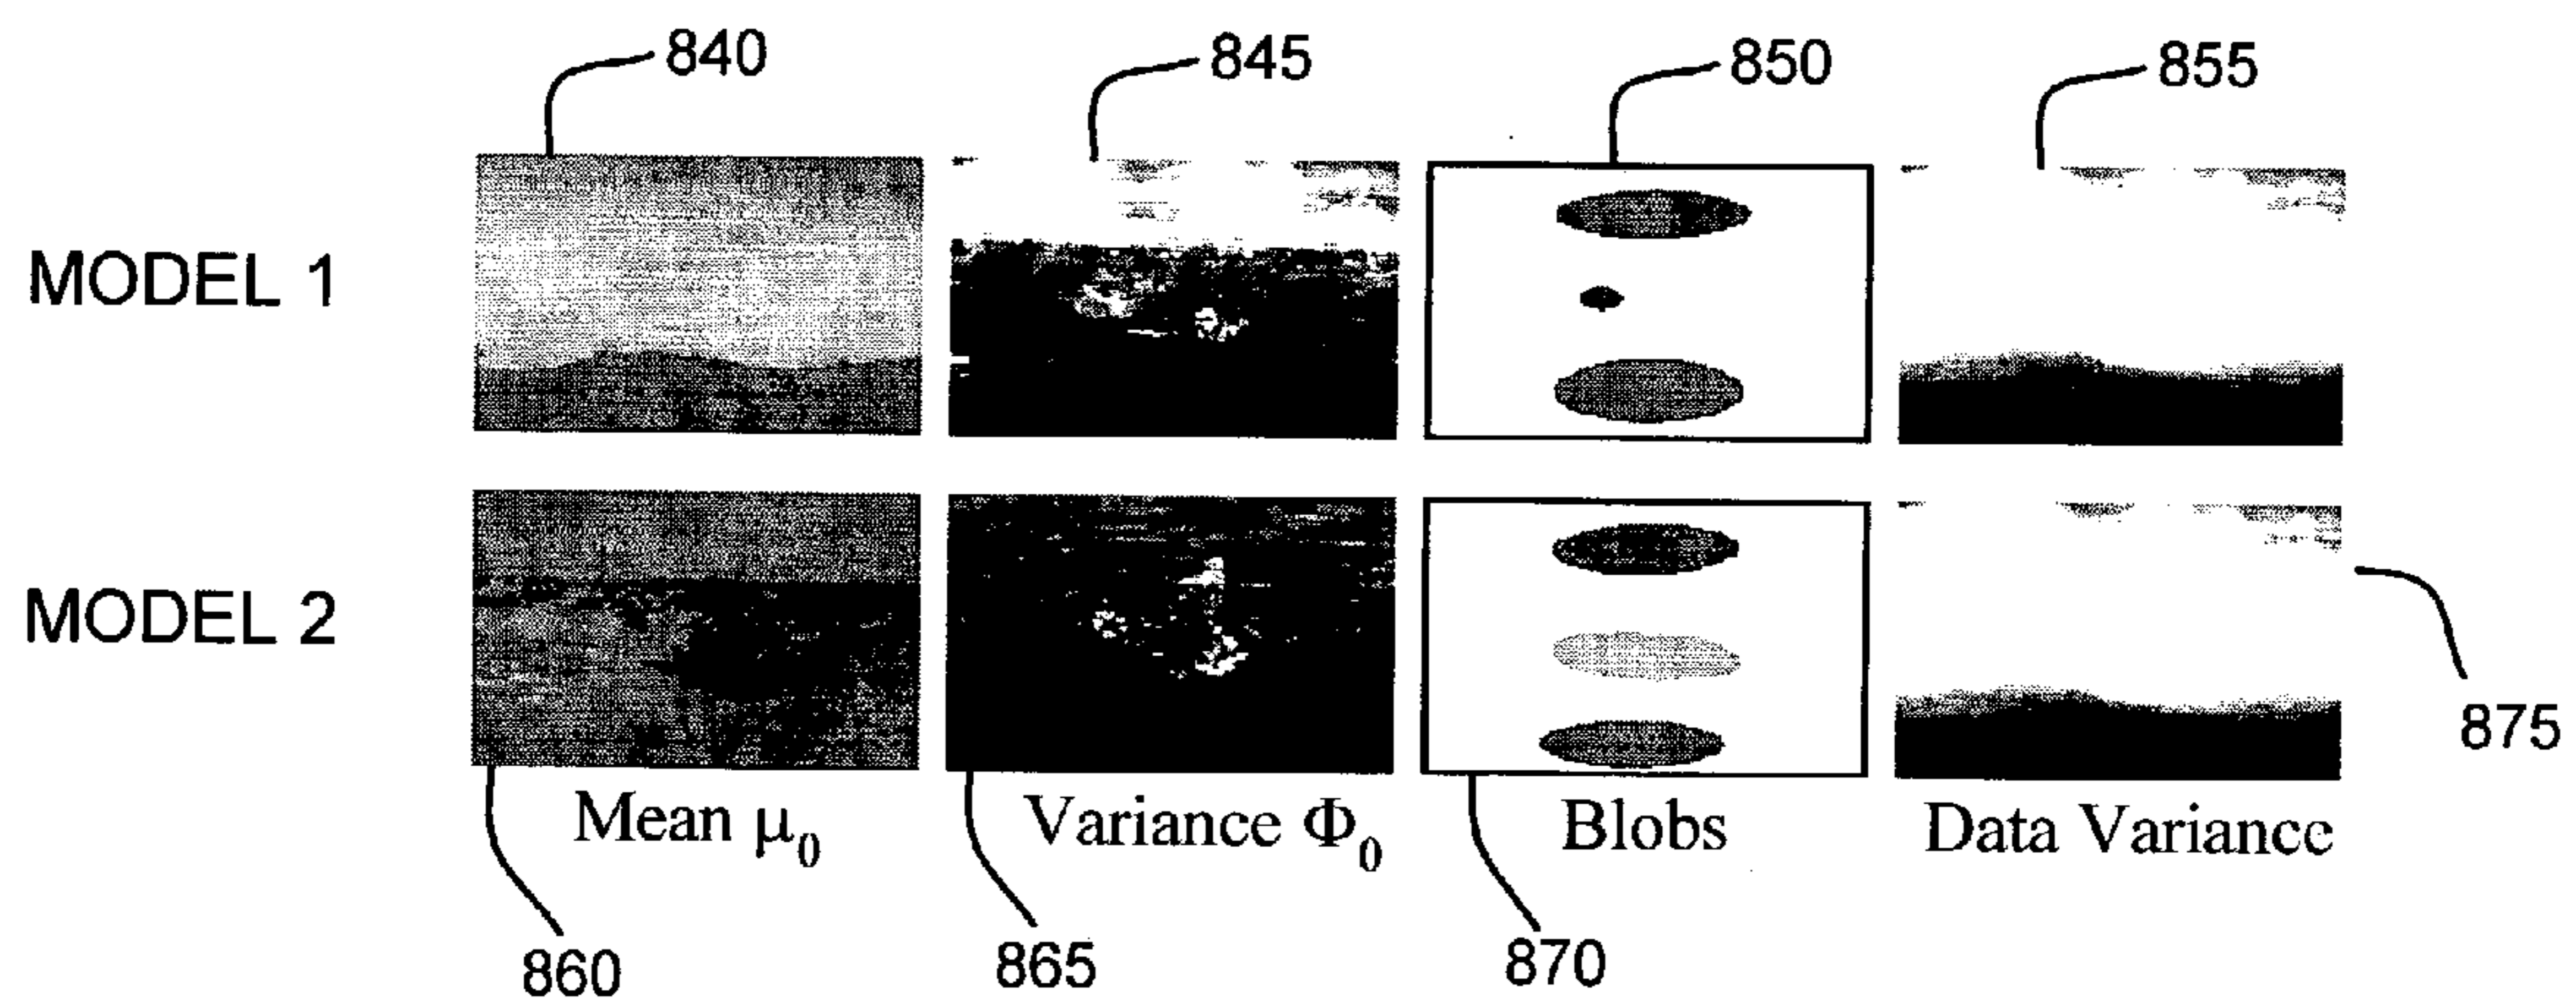 840 845 850 855
MODEL 1
MODEL 2
875
Mean μ₀ Variance Φ₀ Blobs Data Variance
860 865 870